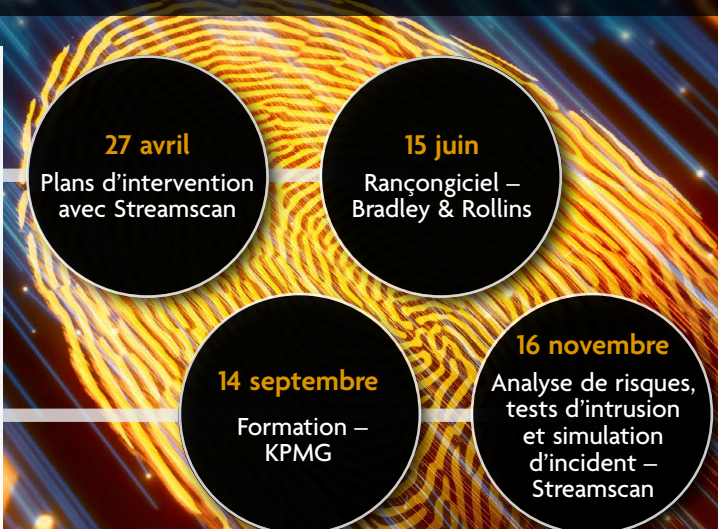 27 avril
Plans d'intervention
avec Streamscan
15 juin
Rançongiciel –
Bradley & Rollins
14 septembre
Formation –
KPMG
16 novembre
Analyse de risques,
tests d'intrusion
et simulation
d'incident –
Streamscan